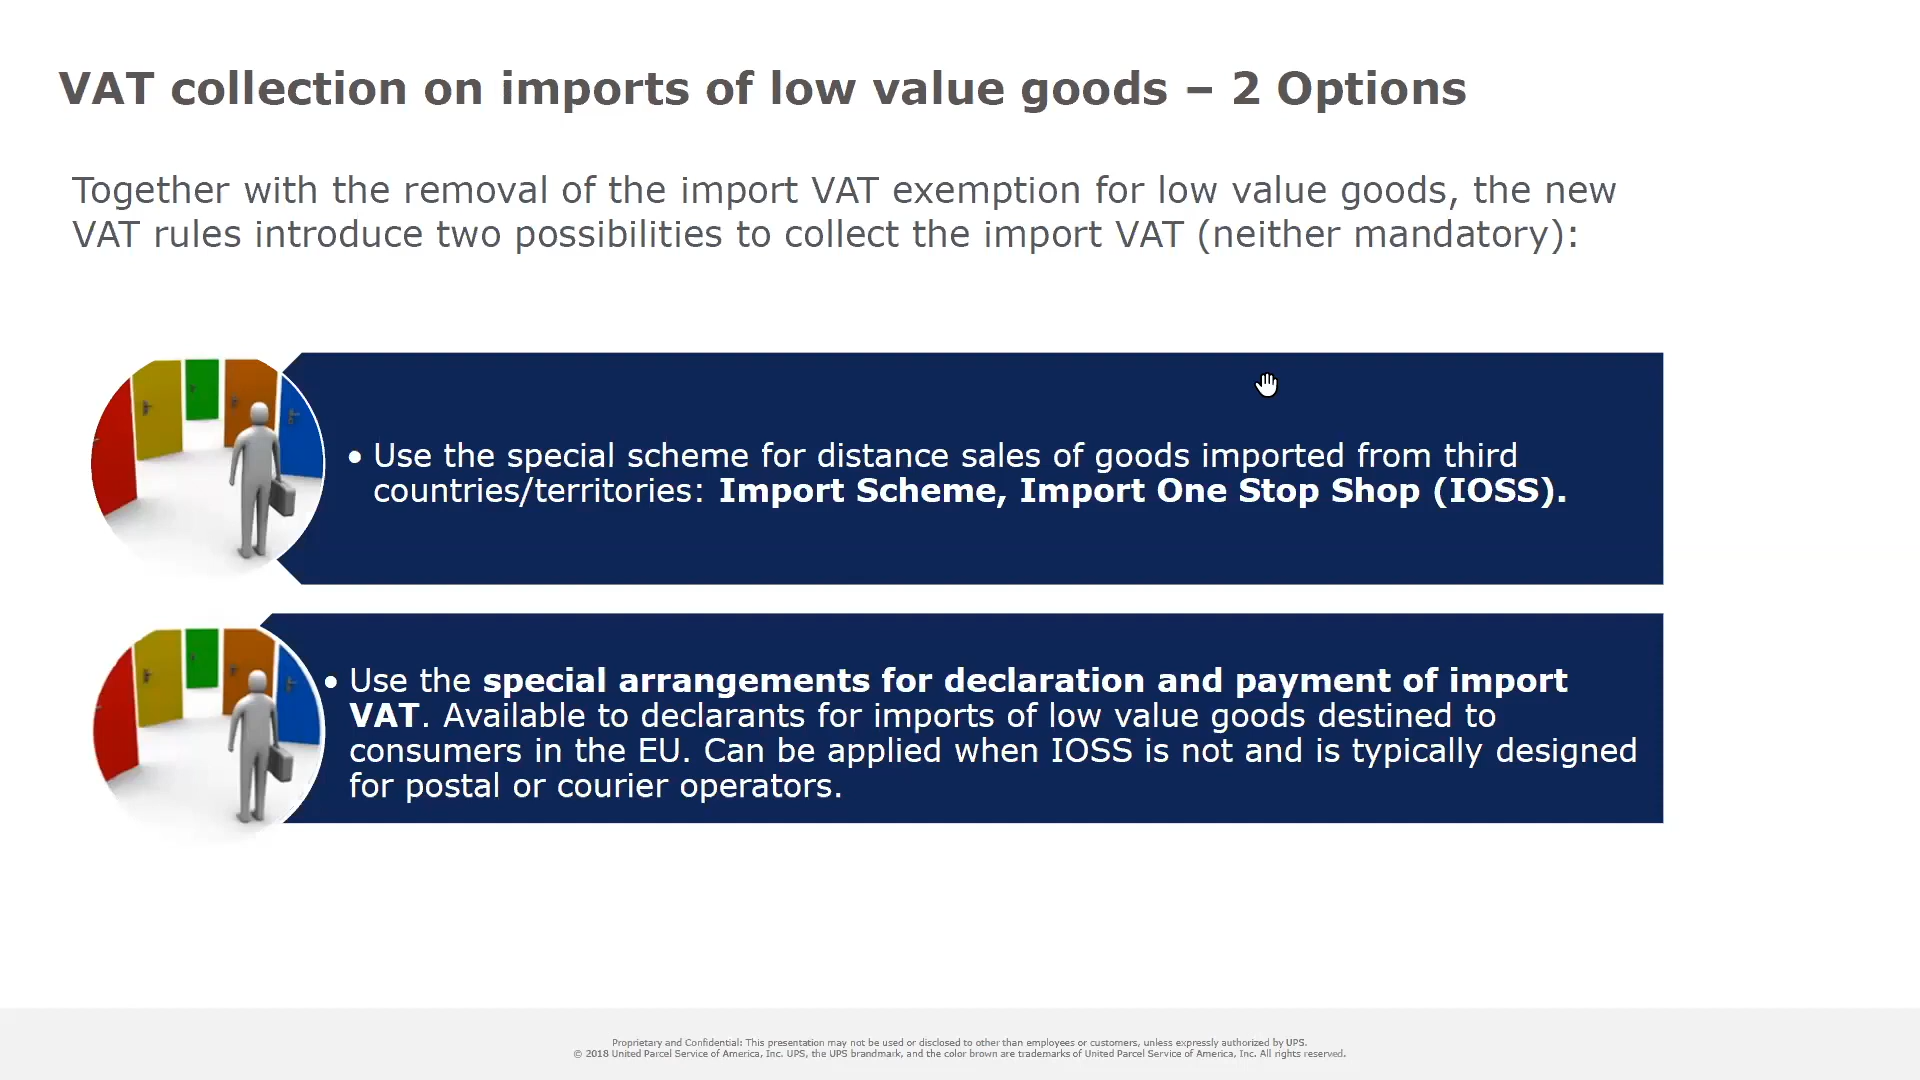 VAT collection on imports of low value goods – 2 Options
Together with the removal of the import VAT exemption for low value goods, the new
VAT rules introduce two possibilities to collect the import VAT (neither mandatory):
• Use the special scheme for distance sales of goods imported from third
countries/territories: Import Scheme, Import One Stop Shop (IOSS).
• Use the special arrangements for declaration and payment of import
VAT. Available to declarants for imports of low value goods destined to
consumers in the EU. Can be applied when IOSS is not and is typically designed
for postal or courier operators.
Proprietary and Confidential: This presentation may not be used or disclosed to other than employees or customers, unless expressly authorized by UPS.
© 2018 United Parcel Service of America, Inc. UPS, the UPS brandmark, and the color brown are trademarks of United Parcel Service of America, Inc. All rights reserved.